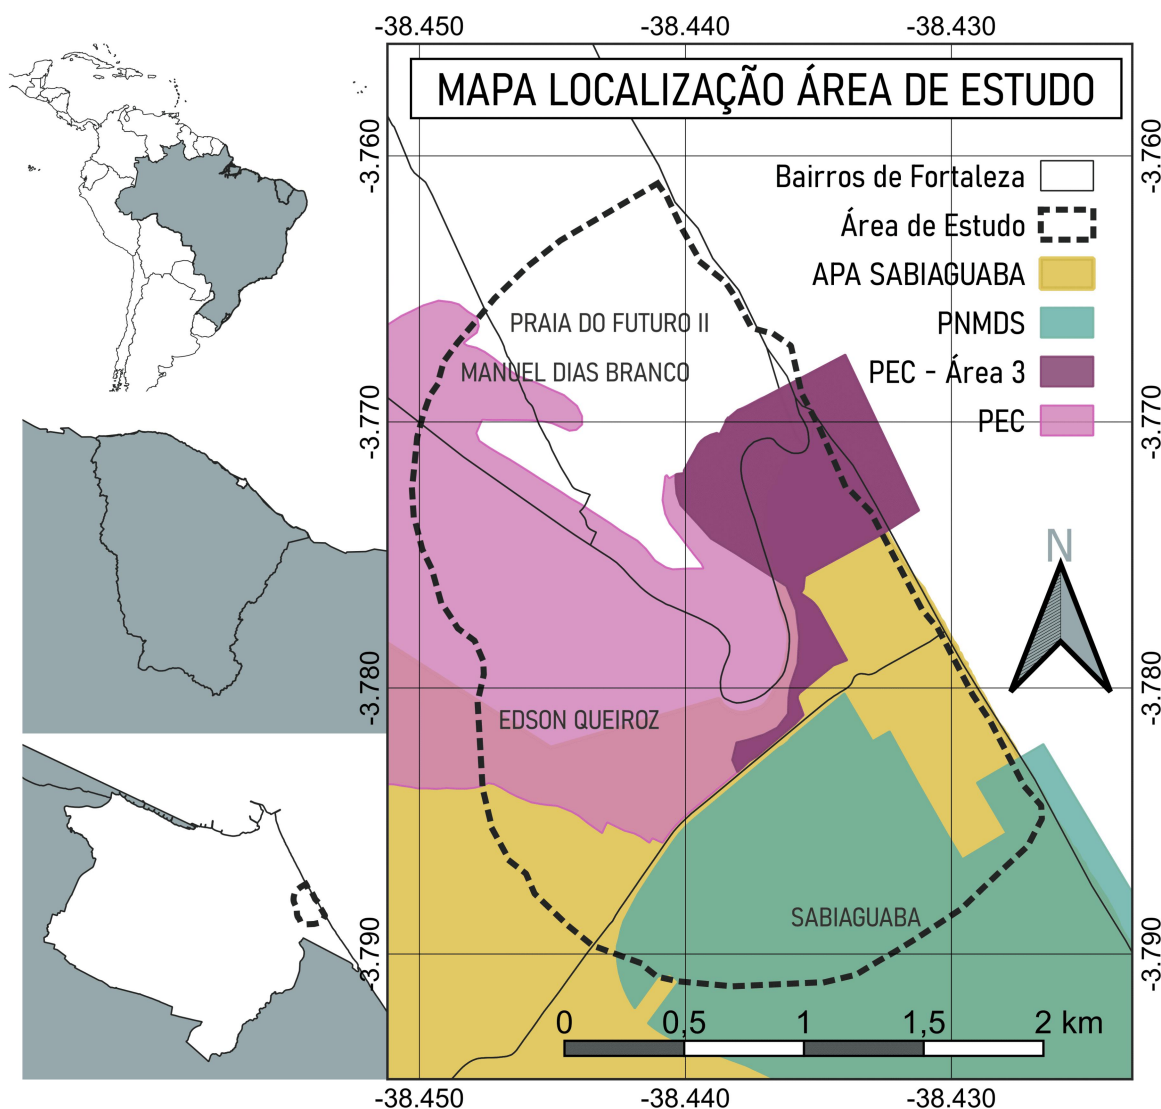 -38.450 -38.440 -38.430
MAPA LOCALIZAÇÃO ÁREA DE ESTUDO
-3.760 -3.760
Bairros de Fortaleza
Área de Estudo
APA SABIAGUABA
PNMDS
PEC - Área 3
PEC
PRAIA DO FUTURO II
MANUEL DIAS BRANCO
-3.770 -3.770
N
-3.780 -3.780
EDSON QUEIROZ
SABIAGUABA
-3.790 -3.790
0 0,5 1 1,5 2 km
-38.450 -38.440 -38.430